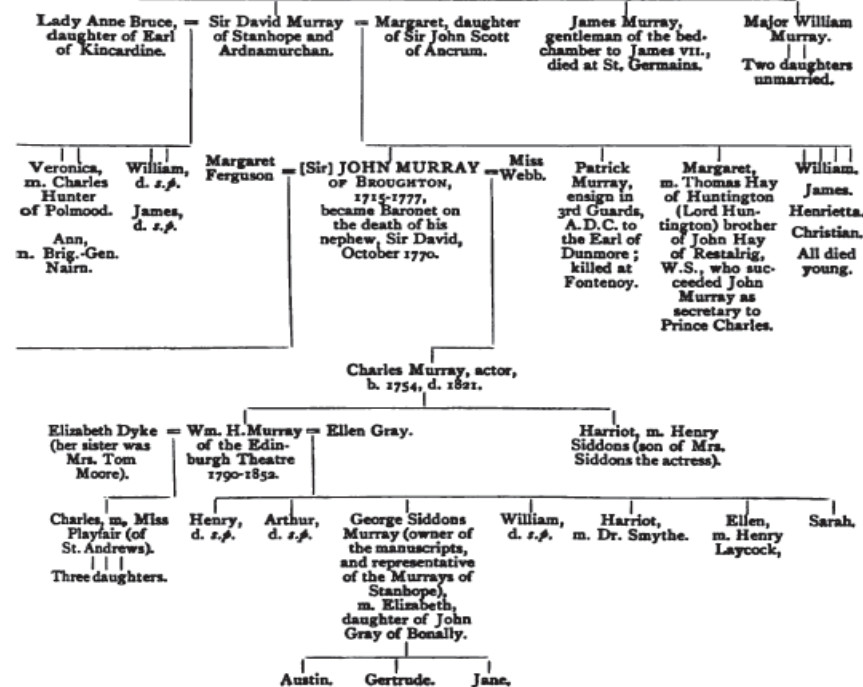 Lady Anne Bruce, = Sir David Murray = Margaret, daughter
daughter of Earl
of Kincardine.
of Stanhope and
Ardnamurchan.
of Sir John Scott
of Ancrum.
James Murray,
gentleman of the bed-
chamber to James VII.,
died at St. Germains.
Major William
Murray.
Two daughters
unmarried.
Veronica,
m. Charles
Hunter
of Polmood.
Ann,
m. Brig.-Gen.
Nairn.
William,
d. s.p.
James,
d. s.p.
Margaret
Ferguson
= [Sir] JOHN MURRAY =
OF BROUGHTON,
1715-1777,
became Baronet on
the death of his
nephew, Sir David,
October 1770.
Miss
Webb.
Patrick
Murray,
ensign in
3rd Guards,
A.D.C. to
the Earl of
Dunmore;
killed at
Fontenoy.
Margaret,
m. Thomas Hay
of Huntington
(Lord Hun-
tington) brother
of John Hay
of Restalrig,
W.S., who suc-
ceeded John
Murray as
secretary to
Prince Charles.
William.
James.
Henrietta.
Christian.
All died
young.
Charles Murray, actor,
b. 1754, d. 1821.
Elizabeth Dyke = Wm. H. Murray = Ellen Gray.
(her sister was
Mrs. Tom
Moore).
of the Edin-
burgh Theatre
1790-1852.
Harriot, m. Henry
Siddons (son of Mrs.
Siddons the actress).
Charles, m. Miss
Playfair (of
St. Andrews).
Three daughters.
Henry,
d. s.p.
Arthur,
d. s.p.
George Siddons
Murray (owner of
the manuscripts,
and representative
of the Murrays of
Stanhope),
m. Elizabeth,
daughter of John
Gray of Bonally.
William,
d. s.p.
Harriot,
m. Dr. Smythe.
Ellen,
m. Henry
Laycock,
Sarah.
Austin.
Gertrude.
Jane.